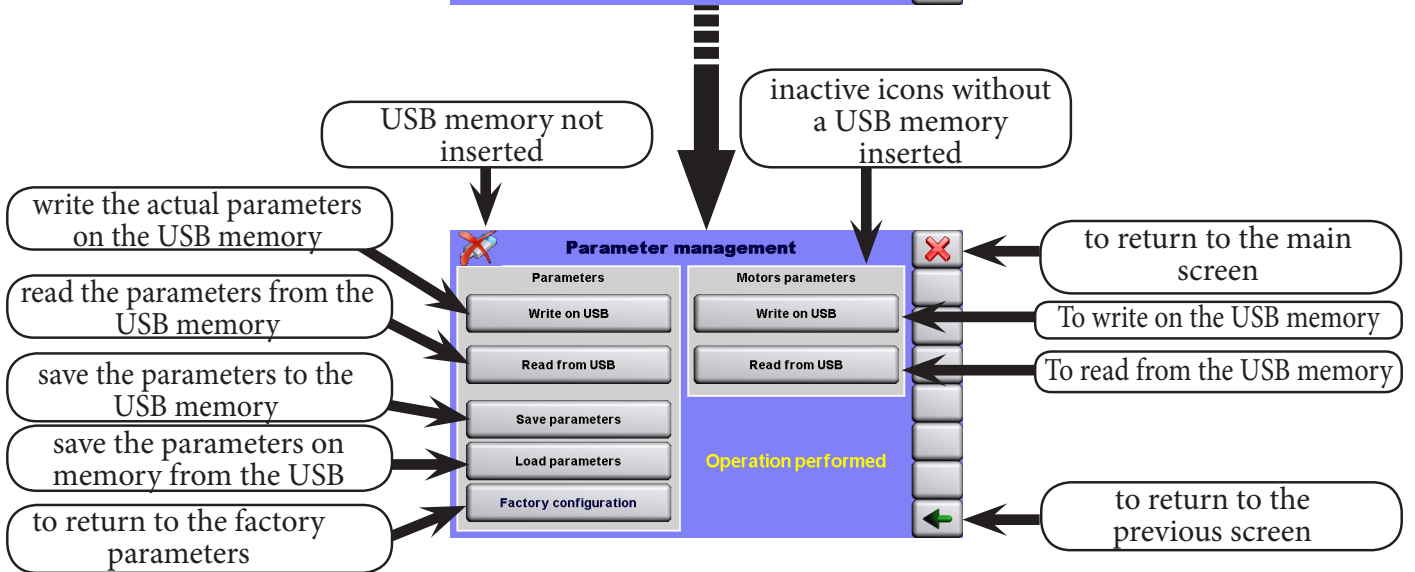 inactive icons without
a USB memory
inserted
USB memory not
inserted
write the actual parameters
on the USB memory
read the parameters from the
USB memory
save the parameters to the
USB memory
save the parameters on
memory from the USB
to return to the factory
parameters
Parameter management
Parameters
Write on USB
Read from USB
Save parameters
Load parameters
Factory configuration
Motors parameters
Write on USB
Read from USB
Operation performed
to return to the main
screen
To write on the USB memory
To read from the USB memory
to return to the
previous screen